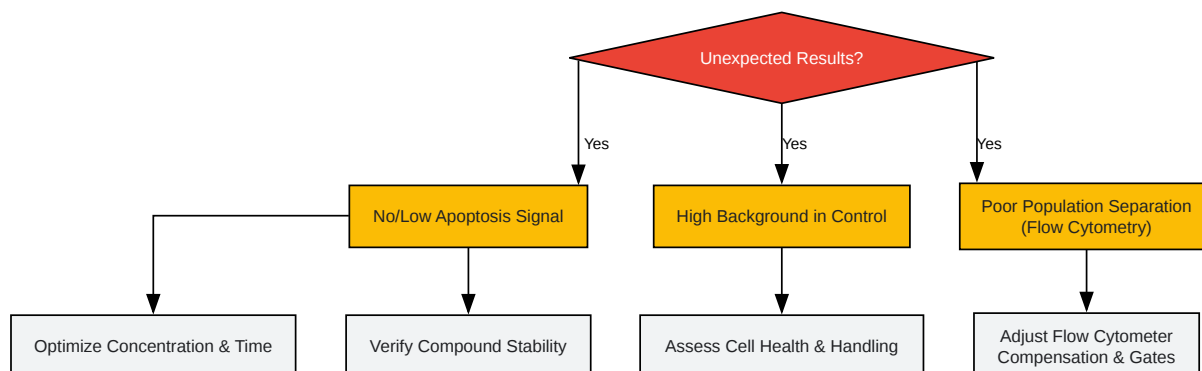 Unexpected Results?
Yes
Yes
Yes
No/Low Apoptosis Signal
High Background in Control
Poor Population Separation
(Flow Cytometry)
Optimize Concentration & Time
Verify Compound Stability
Assess Cell Health & Handling
Adjust Flow Cytometer
Compensation & Gates